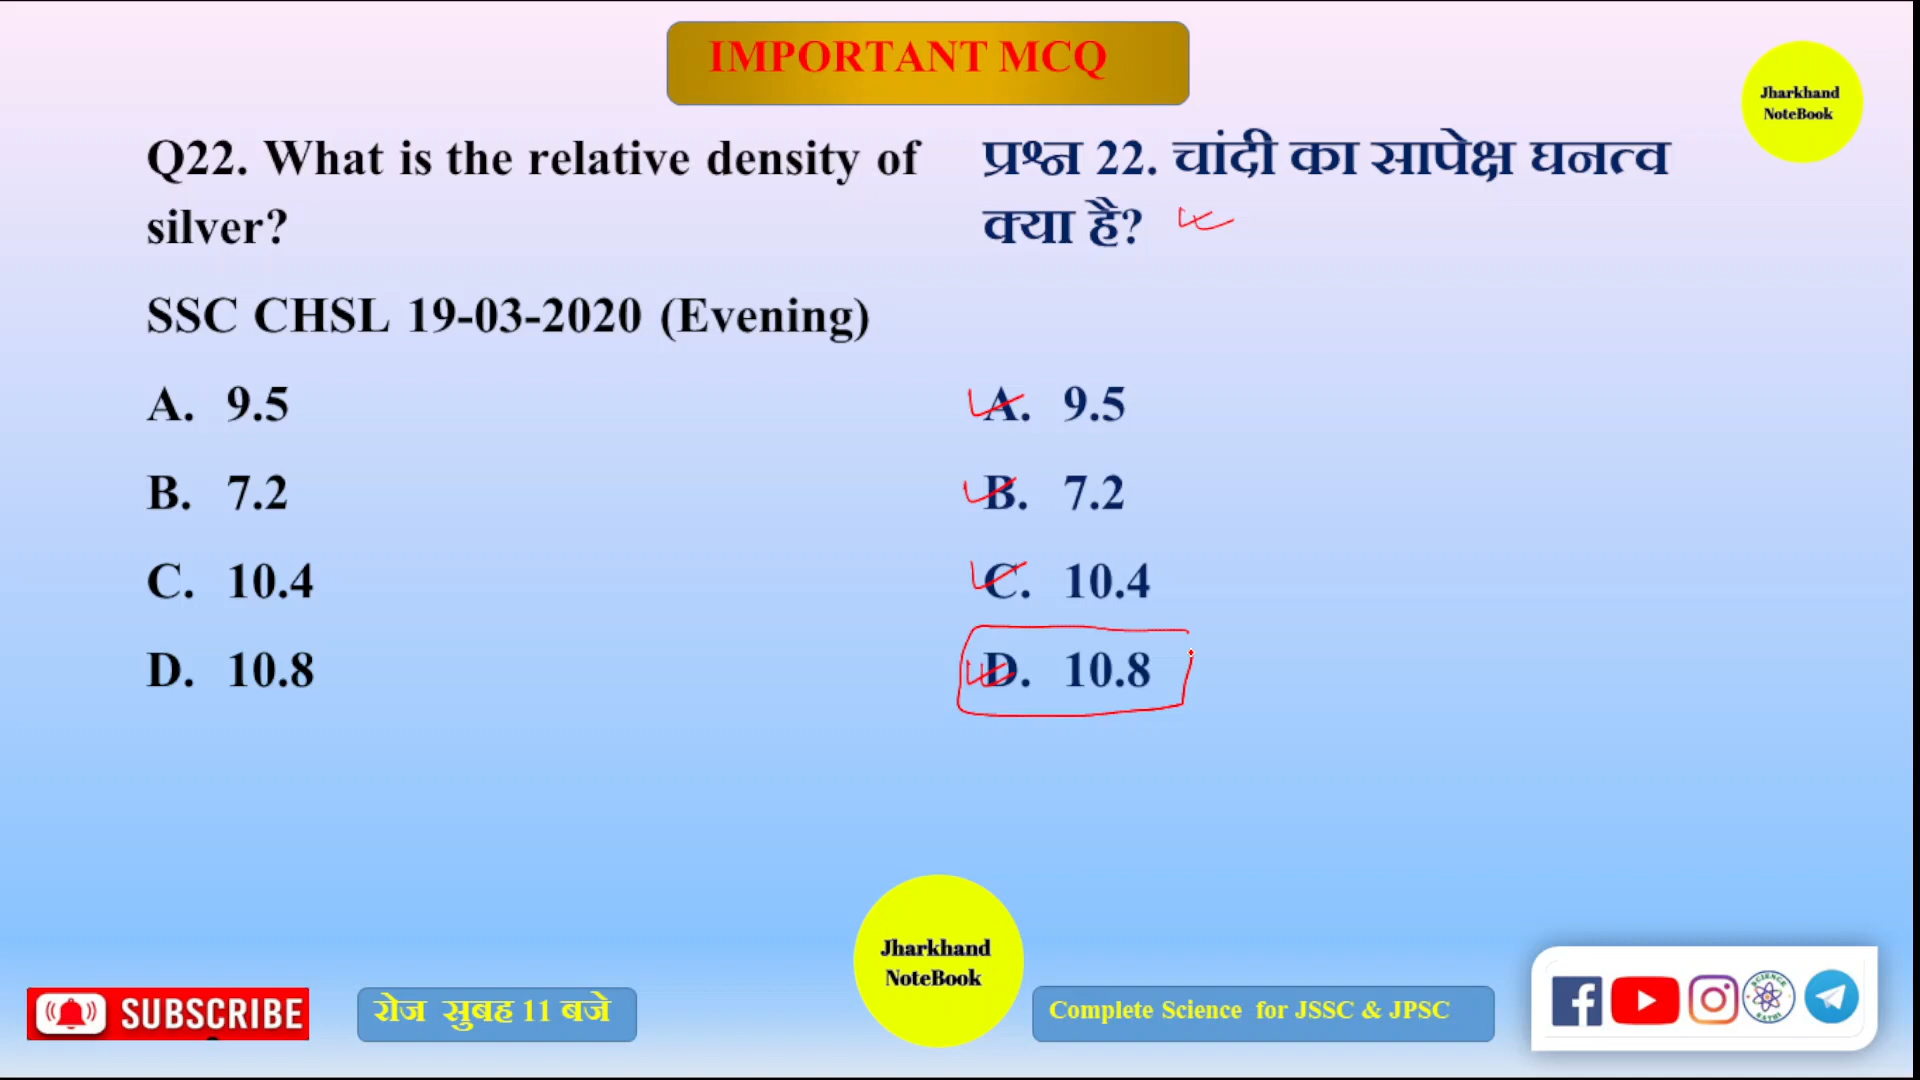 IMPORTANT MCQ
Jharkhand
NoteBook
Q22. What is the relative density of
silver?
SSC CHSL 19-03-2020 (Evening)
A. 9.5
B. 7.2
C. 10.4
D. 10.8
प्रश्न 22. चांदी का सापेक्ष घनत्व
क्या है?
A. 9.5
B. 7.2
C. 10.4
D. 10.8
Jharkhand
NoteBook
SUBSCRIBE
रोज सुबह 11 बजे
Complete Science for JSSC & JPSC